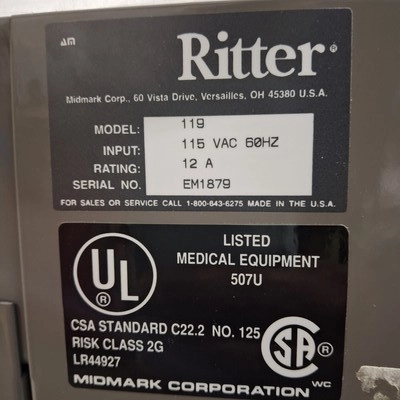 AM
Ritter®
Midmark Corp., 60 Vista Drive, Versailles, OH 45380 U.S.A.
MODEL: 119
INPUT: 115 VAC 60HZ
RATING: 12 A
SERIAL NO. EM1879
FOR SALES OR SERVICE CALL 1-800-643-6275 MADE IN THE U.S.A.
UL®
LISTED
MEDICAL EQUIPMENT
507U
CSA STANDARD C22.2 NO. 125
RISK CLASS 2G
LR44927
SA®
MIDMARK CORPORATION WC